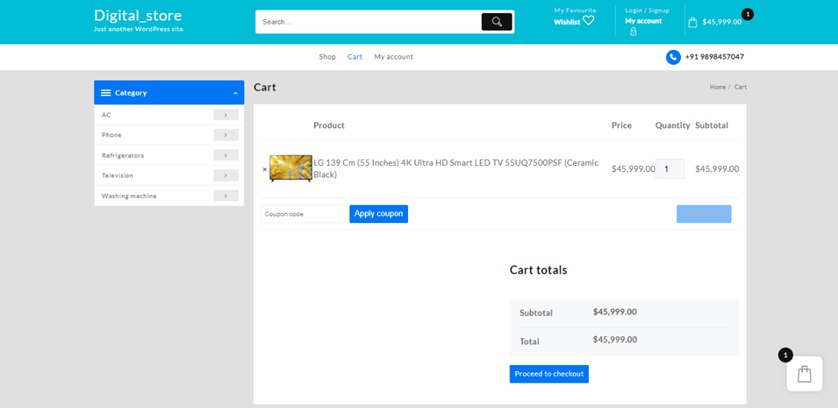 Digital_store
Just another WordPress site
Search...
My Favourite
Wishlist
Login / Signup
My account
$45,999.00
1
Shop
Cart
My account
+91 9898457047
Category
AC
Phone
Refrigerators
Television
Washing machine
Cart
Home / Cart
Product Price Quantity Subtotal
× LG 139 Cm (55 Inches) 4K Ultra HD Smart LED TV 55UQ7500PSF (Ceramic
Black)
$45,999.00 1 $45,999.00
Coupon code Apply coupon
Cart totals
Subtotal $45,999.00
Total $45,999.00
Proceed to checkout
1